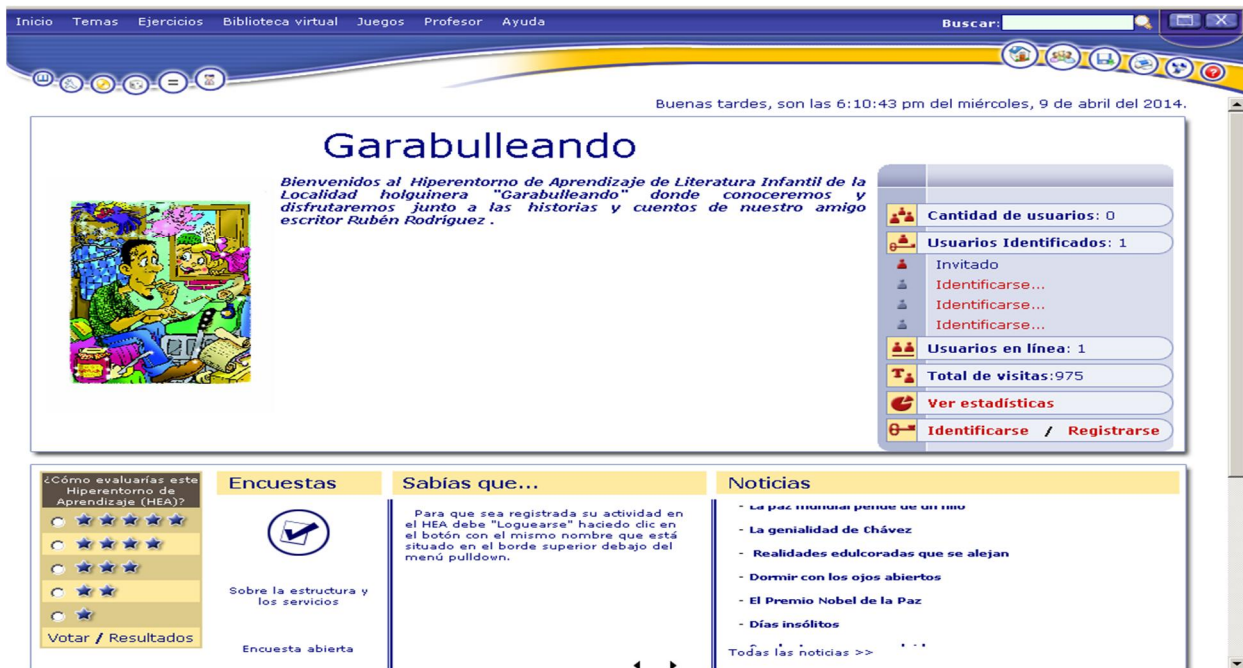 Inicio Temas Ejercicios Biblioteca virtual Juegos Profesor Ayuda
Buscar:
Buenas tardes, son las 6:10:43 pm del miércoles, 9 de abril del 2014.
Garabulleando
Bienvenidos al Hiperentorno de Aprendizaje de Literatura Infantil de la
Localidad holguinera "Garabulleando" donde conoceremos y
disfrutaremos junto a las historias y cuentos de nuestro amigo
escritor Rubén Rodríguez .
Cantidad de usuarios: 0
Usuarios Identificados: 1
Invitado
Identificarse...
Identificarse...
Identificarse...
Usuarios en línea: 1
Total de visitas:975
Ver estadísticas
Identificarse / Registrarse
¿Cómo evaluarías este
Hiperentorno de
Aprendizaje (HEA)?
Votar / Resultados
Encuestas
Sobre la estructura y
los servicios
Encuesta abierta
Sabías que...
Para que sea registrada su actividad en
el HEA debe "Loguearse" haciedo clic en
el botón con el mismo nombre que está
situado en el borde superior debajo del
menú pulldown.
Noticias
- La paz mundial pende de un hilo
- La genialidad de Chávez
- Realidades edulcoradas que se alejan
- Dormir con los ojos abiertos
- El Premio Nobel de la Paz
- Días insólitos
Todas las noticias >>